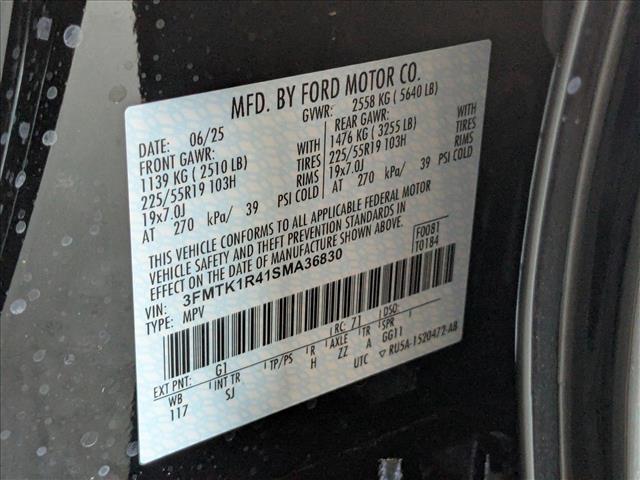 MFD. BY FORD MOTOR CO.
DATE: 06/25 GVWR: 2558 KG ( 5640 LB)
FRONT GAWR: REAR GAWR:
1139 KG ( 2510 LB) WITH 1476 KG ( 3255 LB) WITH
225/55R19 103H TIRES 225/55R19 103H TIRES
19x7.0J RIMS 19x7.0J RIMS
AT 270 kPa/ 39 PSI COLD AT 270 kPa/ 39 PSI COLD
THIS VEHICLE CONFORMS TO ALL APPLICABLE FEDERAL MOTOR
VEHICLE SAFETY AND THEFT PREVENTION STANDARDS IN
EFFECT ON THE DATE OF MANUFACTURE SHOWN ABOVE.
F0081
T0184
VIN: 3FMTK1R41SMA36830
TYPE: MPV
EXT PNT: G1 RC: 71 DSO:
WB INT TR TP/PS R AXLE TR SPR
117 SJ H ZZ A GG11
UTC ▽ RU5A-1520472-AB